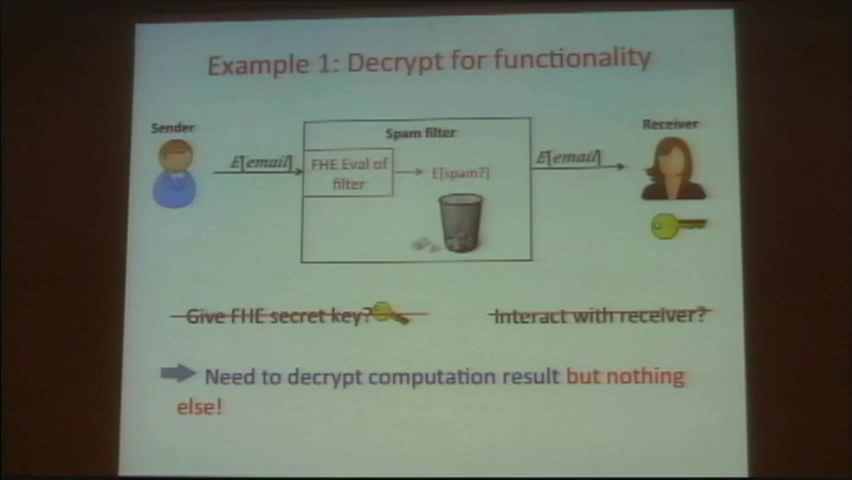 Example 1: Decrypt for functionality
Sender
Spam filter
Receiver
E[email]
FHE Eval of
filter
E[spam?]
E[email]
Give FHE secret key?
Interact with receiver?
Need to decrypt computation result but nothing
else!